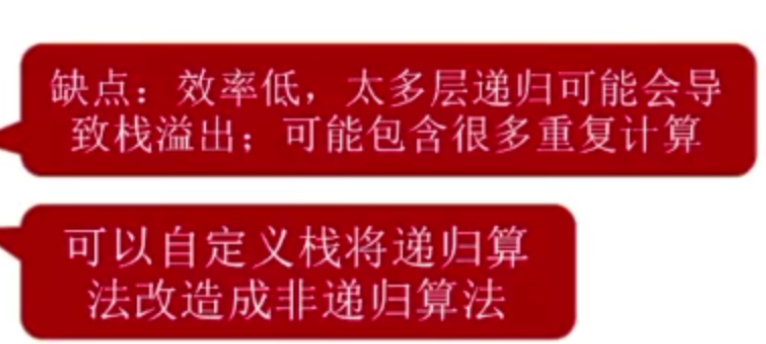 缺点：效率低，太多层递归可能会导
致栈溢出；可能包含很多重复计算
可以自定义栈将递归算
法改造成非递归算法